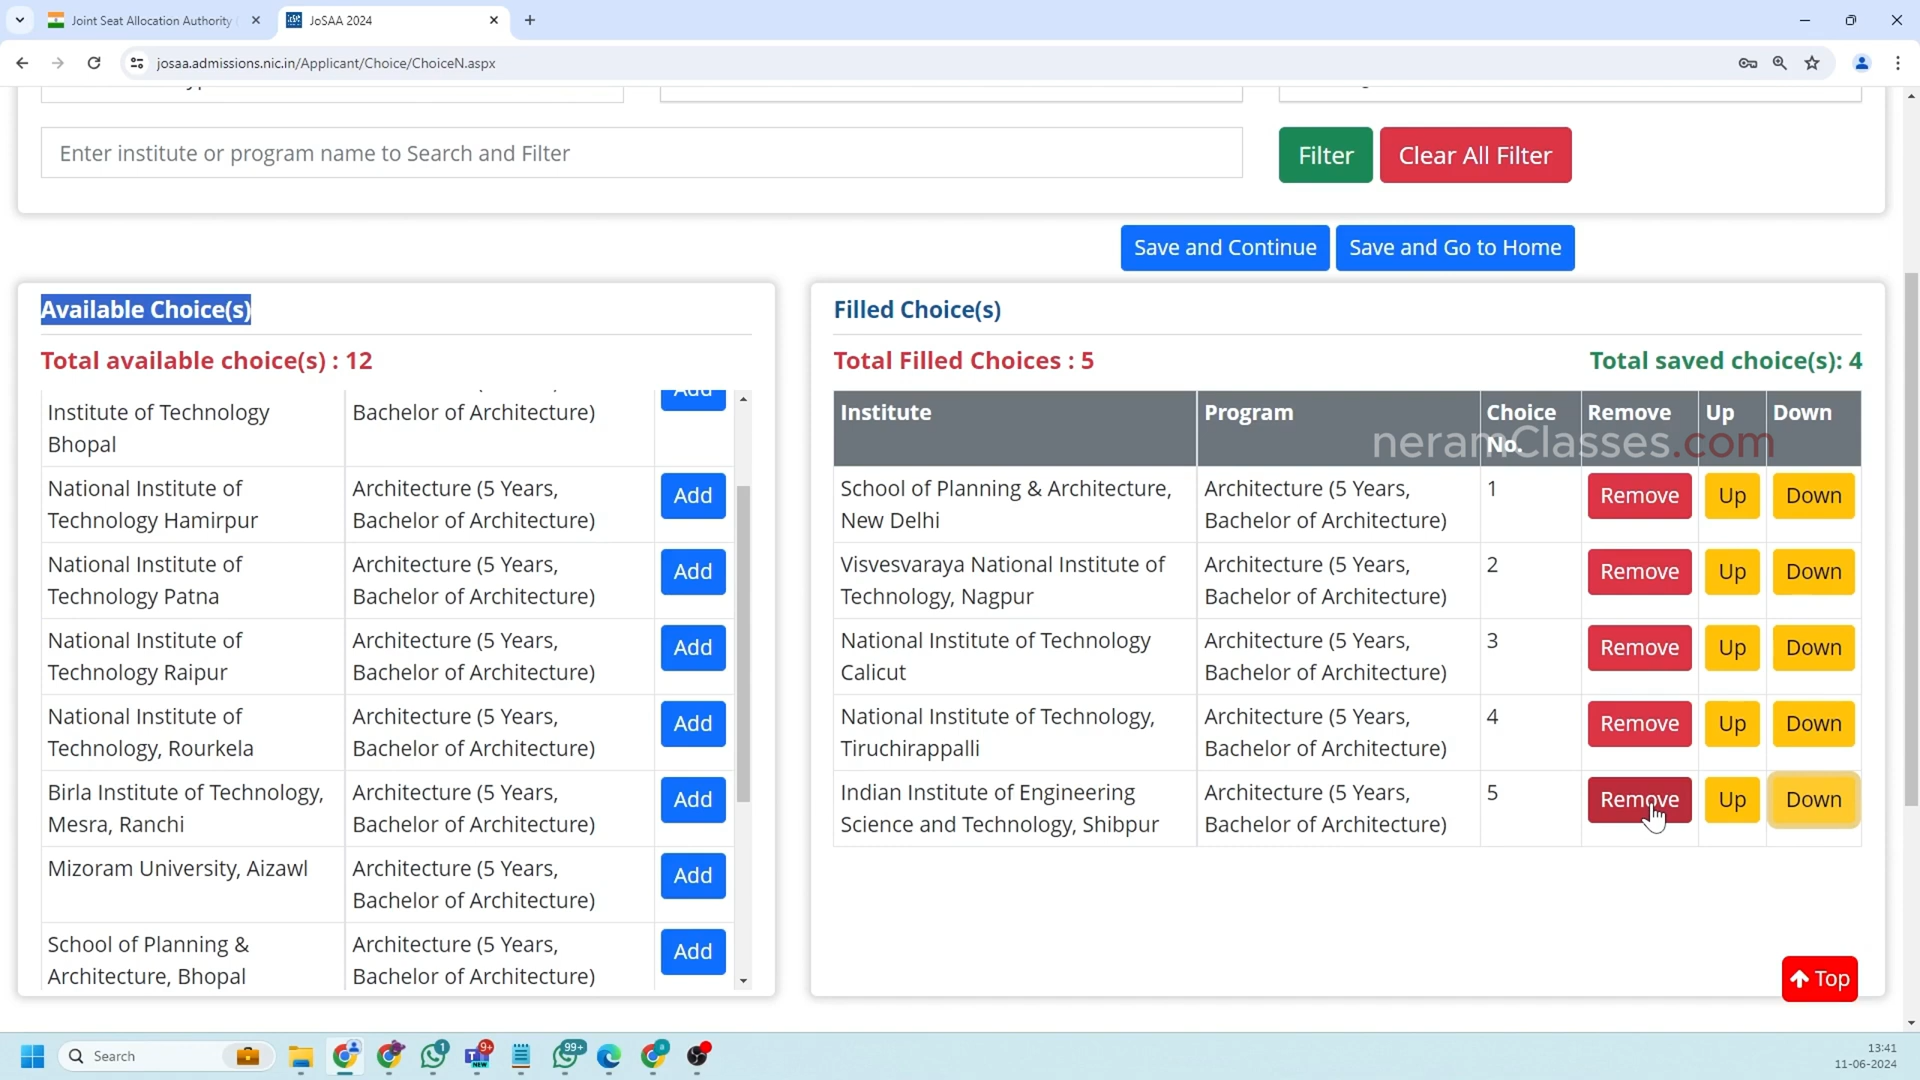 Joint Seat Allocation Authority
JoSAA 2024
josaa.admissions.nic.in/Applicant/Choice/ChoiceN.aspx
Enter institute or program name to Search and Filter
Filter
Clear All Filter
Save and Continue
Save and Go to Home
Available Choice(s)
Total available choice(s) : 12
Add
Institute of Technology
Bhopal
Bachelor of Architecture)
National Institute of
Technology Hamirpur
Architecture (5 Years,
Bachelor of Architecture)
Add
National Institute of
Technology Patna
Architecture (5 Years,
Bachelor of Architecture)
Add
National Institute of
Technology Raipur
Architecture (5 Years,
Bachelor of Architecture)
Add
National Institute of
Technology, Rourkela
Architecture (5 Years,
Bachelor of Architecture)
Add
Birla Institute of Technology,
Mesra, Ranchi
Architecture (5 Years,
Bachelor of Architecture)
Add
Mizoram University, Aizawl
Architecture (5 Years,
Bachelor of Architecture)
Add
School of Planning &
Architecture, Bhopal
Architecture (5 Years,
Bachelor of Architecture)
Add
Filled Choice(s)
Total Filled Choices : 5
Total saved choice(s): 4
Institute
Program
Choice
No.
Remove
Up
Down
neramClasses.com
School of Planning & Architecture,
New Delhi
Architecture (5 Years,
Bachelor of Architecture)
1
Remove
Up
Down
Visvesvaraya National Institute of
Technology, Nagpur
Architecture (5 Years,
Bachelor of Architecture)
2
Remove
Up
Down
National Institute of Technology
Calicut
Architecture (5 Years,
Bachelor of Architecture)
3
Remove
Up
Down
National Institute of Technology,
Tiruchirappalli
Architecture (5 Years,
Bachelor of Architecture)
4
Remove
Up
Down
Indian Institute of Engineering
Science and Technology, Shibpur
Architecture (5 Years,
Bachelor of Architecture)
5
Remove
Up
Down
Top
Search
1
9+
NEW
99+
13:41
11-06-2024